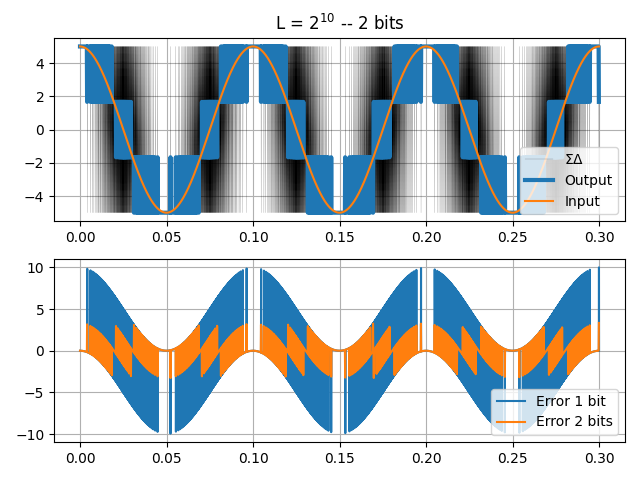 L = 2^10 -- 2 bits
4
2
0
−2
−4
ΣΔ
Output
Input
0.00 0.05 0.10 0.15 0.20 0.25 0.30
10
5
0
−5
−10
Error 1 bit
Error 2 bits
0.00 0.05 0.10 0.15 0.20 0.25 0.30